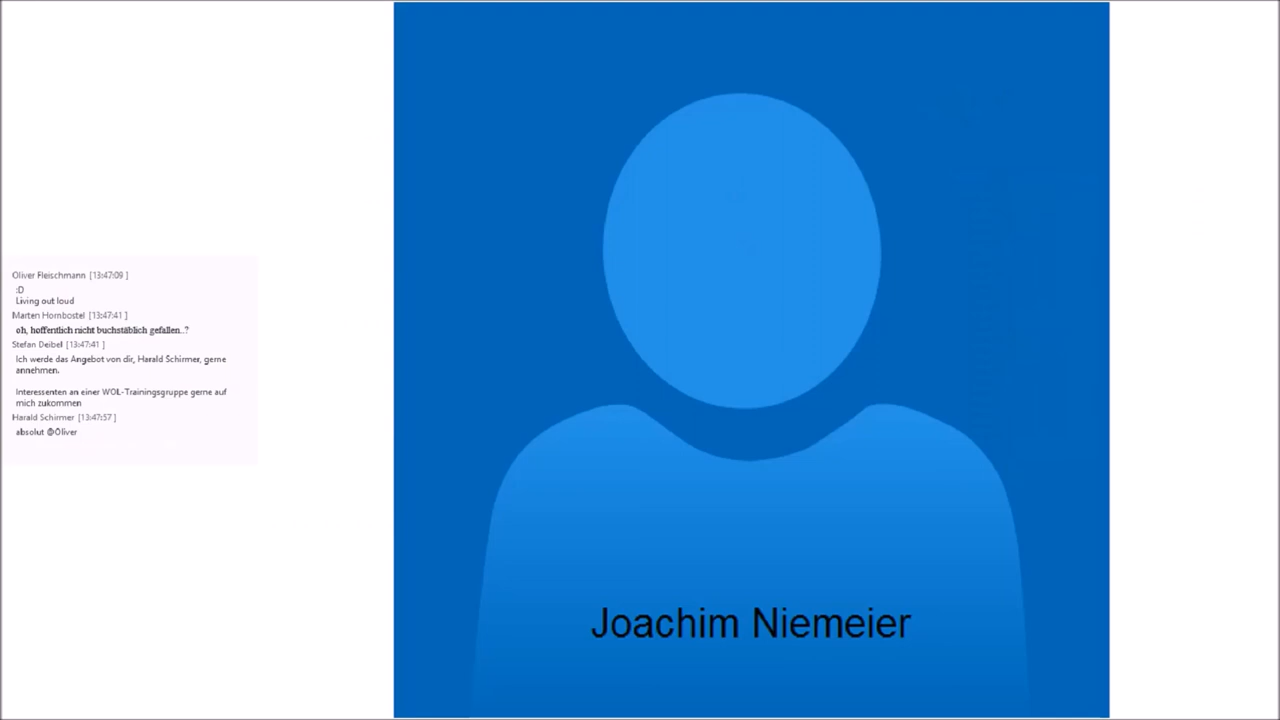 Oliver Fleischmann [13:47:09 ]
:D
Living out loud
Marten Hornbostel [13:47:41 ]
oh, hoffentlich nicht buchstäblich gefallen..?
Stefan Deibel [13:47:41 ]
Ich werde das Angebot von dir, Harald Schirmer, gerne
annehmen.
Interessenten an einer WOL-Trainingsgruppe gerne auf
mich zukommen
Harald Schirmer [13:47:57 ]
absolut @Oliver
Joachim Niemeier